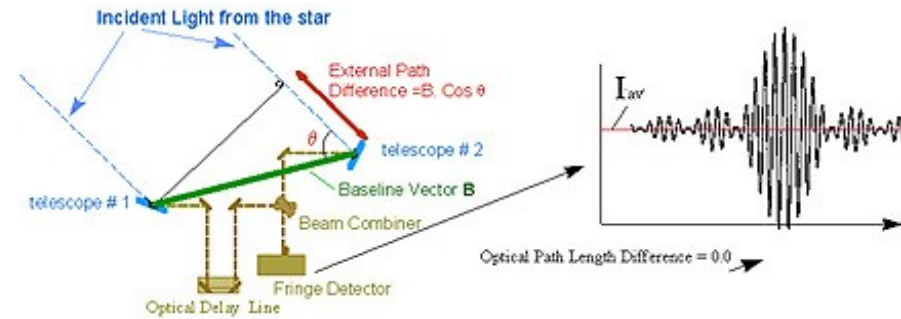 Incident Light from the star
External Path
Difference =B. Cos θ
θ
telescope # 2
telescope # 1
Baseline Vector B
Beam Combiner
Fringe Detector
Optical Delay Line
Iav
Optical Path Length Difference = 0.0